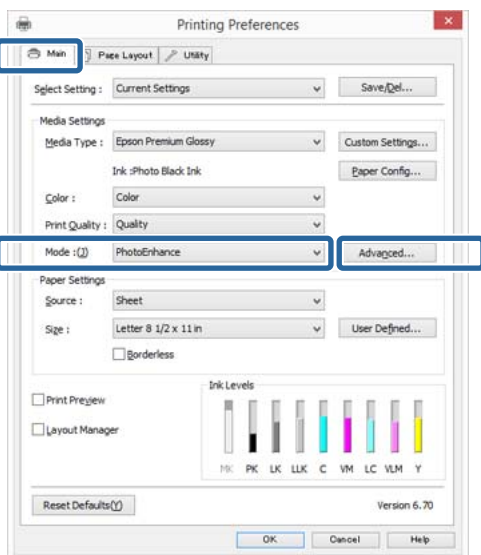 Printing Preferences
Main Page Layout Utility
Select Setting : Current Settings Save/Del...
Media Settings
Media Type : Epson Premium Glossy Custom Settings...
Ink :Photo Black Ink Paper Config...
Color : Color
Print Quality : Quality
Mode :(J) PhotoEnhance Advanced...
Paper Settings
Source : Sheet
Size : Letter 8 1/2 x 11 in User Defined...
Borderless
Ink Levels
Print Preview
Layout Manager
MK PK LK LLK C VM LC VLM Y
Reset Defaults(Y) Version 6.70
OK Cancel Help